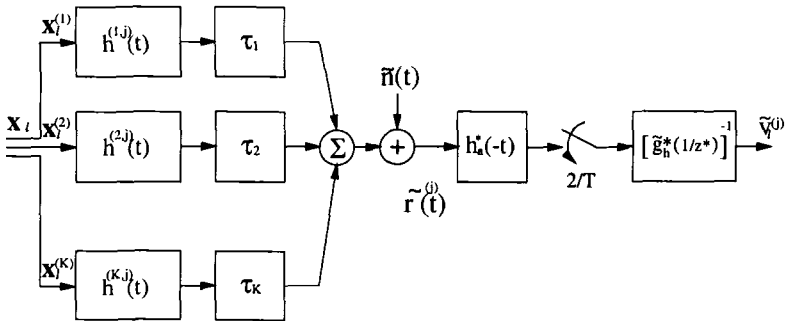 x_l^(1) h^(1,j)(t) τ_1
ñ(t)
x_l x_l^(2) h^(2,j)(t) τ_2 Σ + h_a^*(-t) [g̃_h^*(1/z*)]^-1 ṽ_l^(j)
r̃(t)^(j) 2/T
x_l^(K) h^(K,j)(t) τ_K